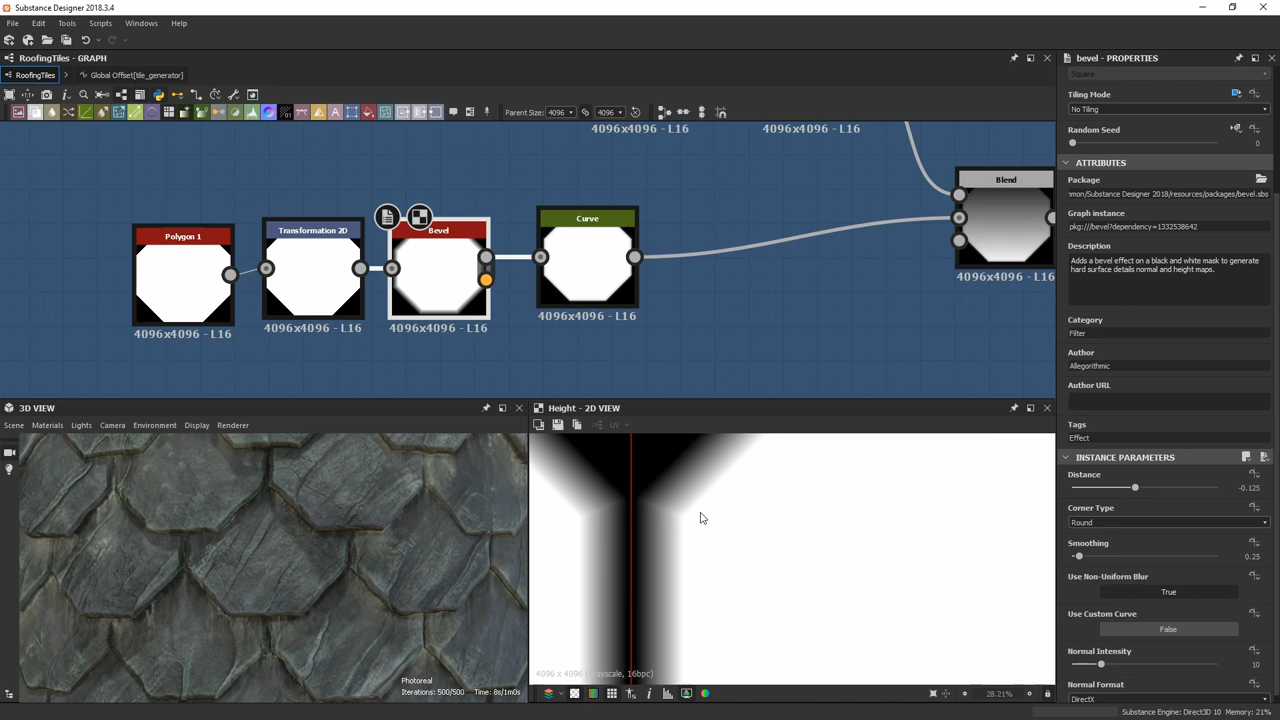 Substance Designer 2018.3.4
File Edit Tools Scripts Windows Help
RoofingTiles - GRAPH
RoofingTiles > Global Offset[tile_generator]
Parent Size: 4096 4096
4096x4096 - L16 4096x4096 - L16
Polygon 1
4096x4096 - L16
Transformation 2D
4096x4096 - L16
Bevel
4096x4096 - L16
Curve
4096x4096 - L16
Blend
4096x4096 - L16
3D VIEW
Scene Materials Lights Camera Environment Display Renderer
Photoreal
Iterations: 500/500 Time: 8s/1m0s
Height - 2D VIEW
UV
4096 x 4096 (Grayscale, 16bpc)
28.21%
bevel - PROPERTIES
Square
Tiling Mode
No Tiling
Random Seed
0
ATTRIBUTES
Package
mon/Substance Designer 2018/resources/packages/bevel.sbs
Graph instance
pkg:///bevel?dependency=1332538642
Description
Adds a bevel effect on a black and white mask to generate
hard surface details normal and height maps.
Category
Filter
Author
Allegorithmic
Author URL
Tags
Effect
INSTANCE PARAMETERS
Distance
-0.125
Corner Type
Round
Smoothing
0.25
Use Non-Uniform Blur
True
Use Custom Curve
False
Normal Intensity
10
Normal Format
DirectX
Substance Engine: Direct3D 10 Memory: 21%